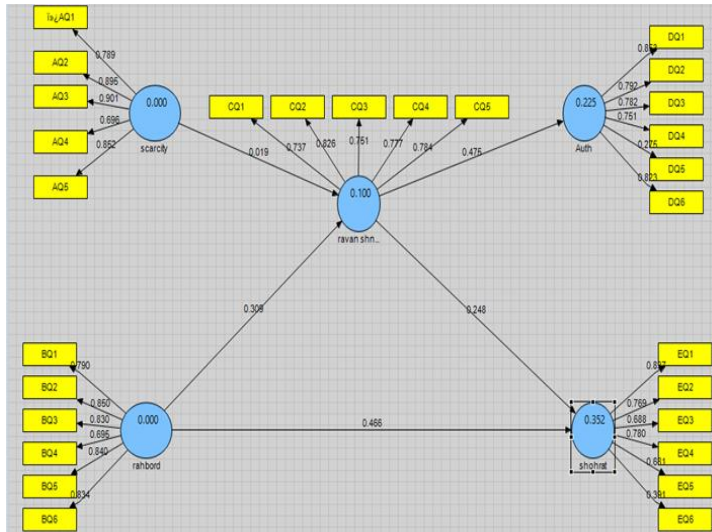 ï»¿AQ1
0.789
AQ2
0.895
AQ3
0.901
AQ4
0.696
AQ5
0.852
0.000
scarcity
CQ1
CQ2
CQ3
CQ4
CQ5
0.737
0.826
0.751
0.777
0.784
0.019
0.100
ravan shn...
0.475
0.225
Auth
DQ1
DQ2
0.792
DQ3
0.782
DQ4
0.751
DQ5
DQ6
0.823
0.309
0.248
BQ1
0.790
BQ2
0.850
BQ3
0.830
BQ4
0.695
BQ5
0.840
BQ6
0.834
0.000
rahbord
0.466
0.352
shohrat
EQ1
EQ2
0.769
EQ3
0.688
EQ4
0.780
EQ5
EQ6